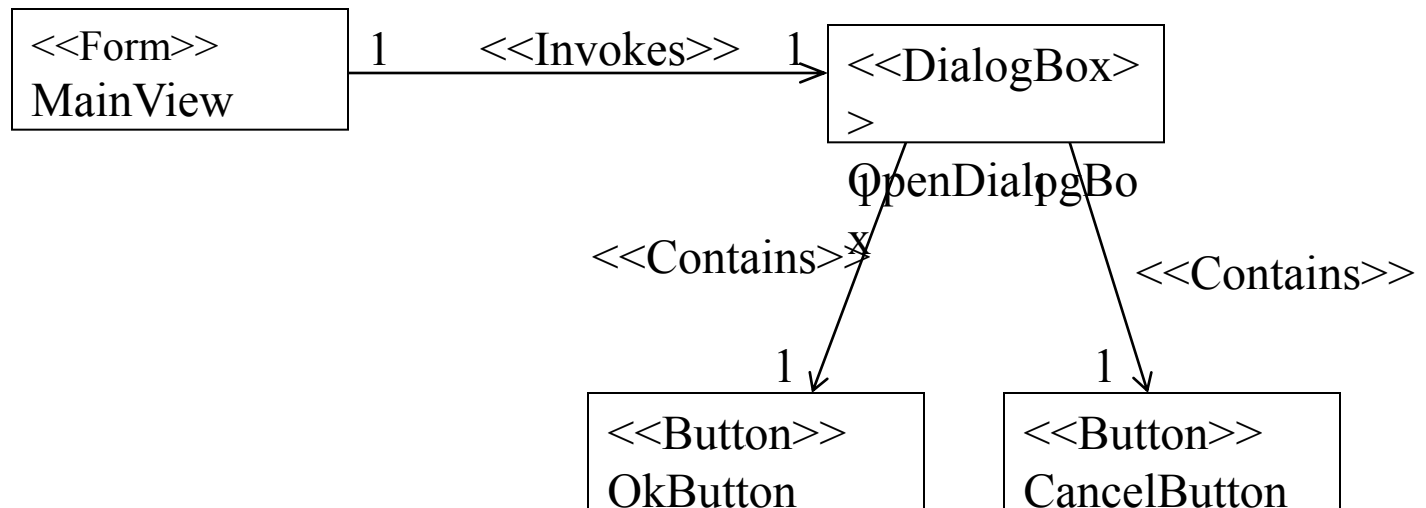 <<Form>>
MainView
1 <<Invokes>> 1
<<DialogBox>
>
OpenDialogBo
x
1 1
<<Contains>>
<<Contains>>
1 1
<<Button>>
OkButton
<<Button>>
CancelButton